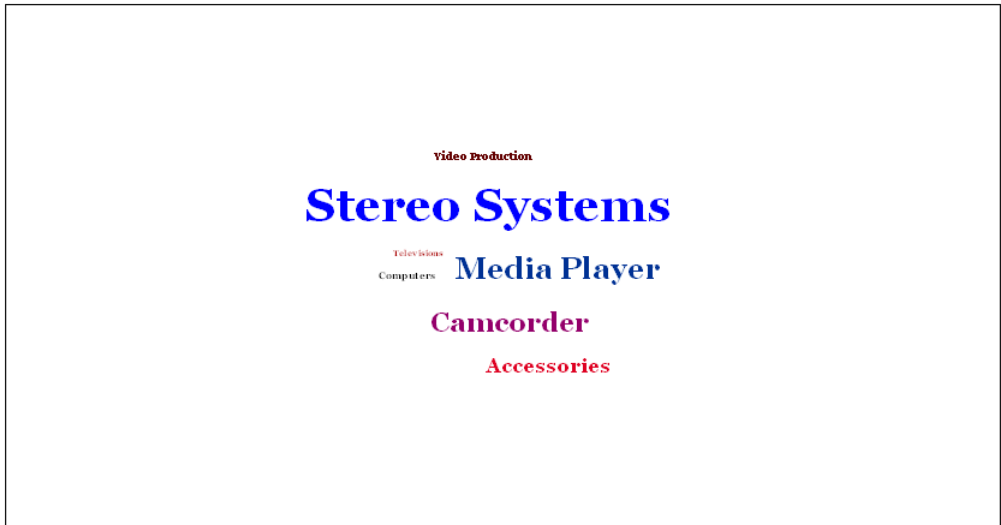 Video Production
Stereo Systems
Televisions
Computers
Media Player
Camcorder
Accessories